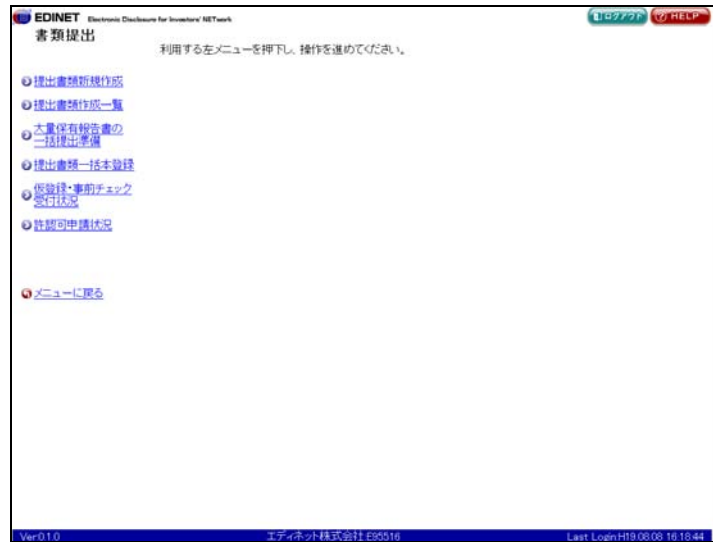 EDINET Electronic Disclosure for Investors' NETwork
ログアウト HELP
書類提出
利用する左メニューを押下し、操作を進めてください。
提出書類新規作成
提出書類作成一覧
大量保有報告書の
一括提出準備
提出書類一括本登録
仮登録・事前チェック
受付状況
許認可申請状況
メニューに戻る
Ver0.1.0 エディネット株式会社:E95516 Last Login:H19.08.08 16:18:44